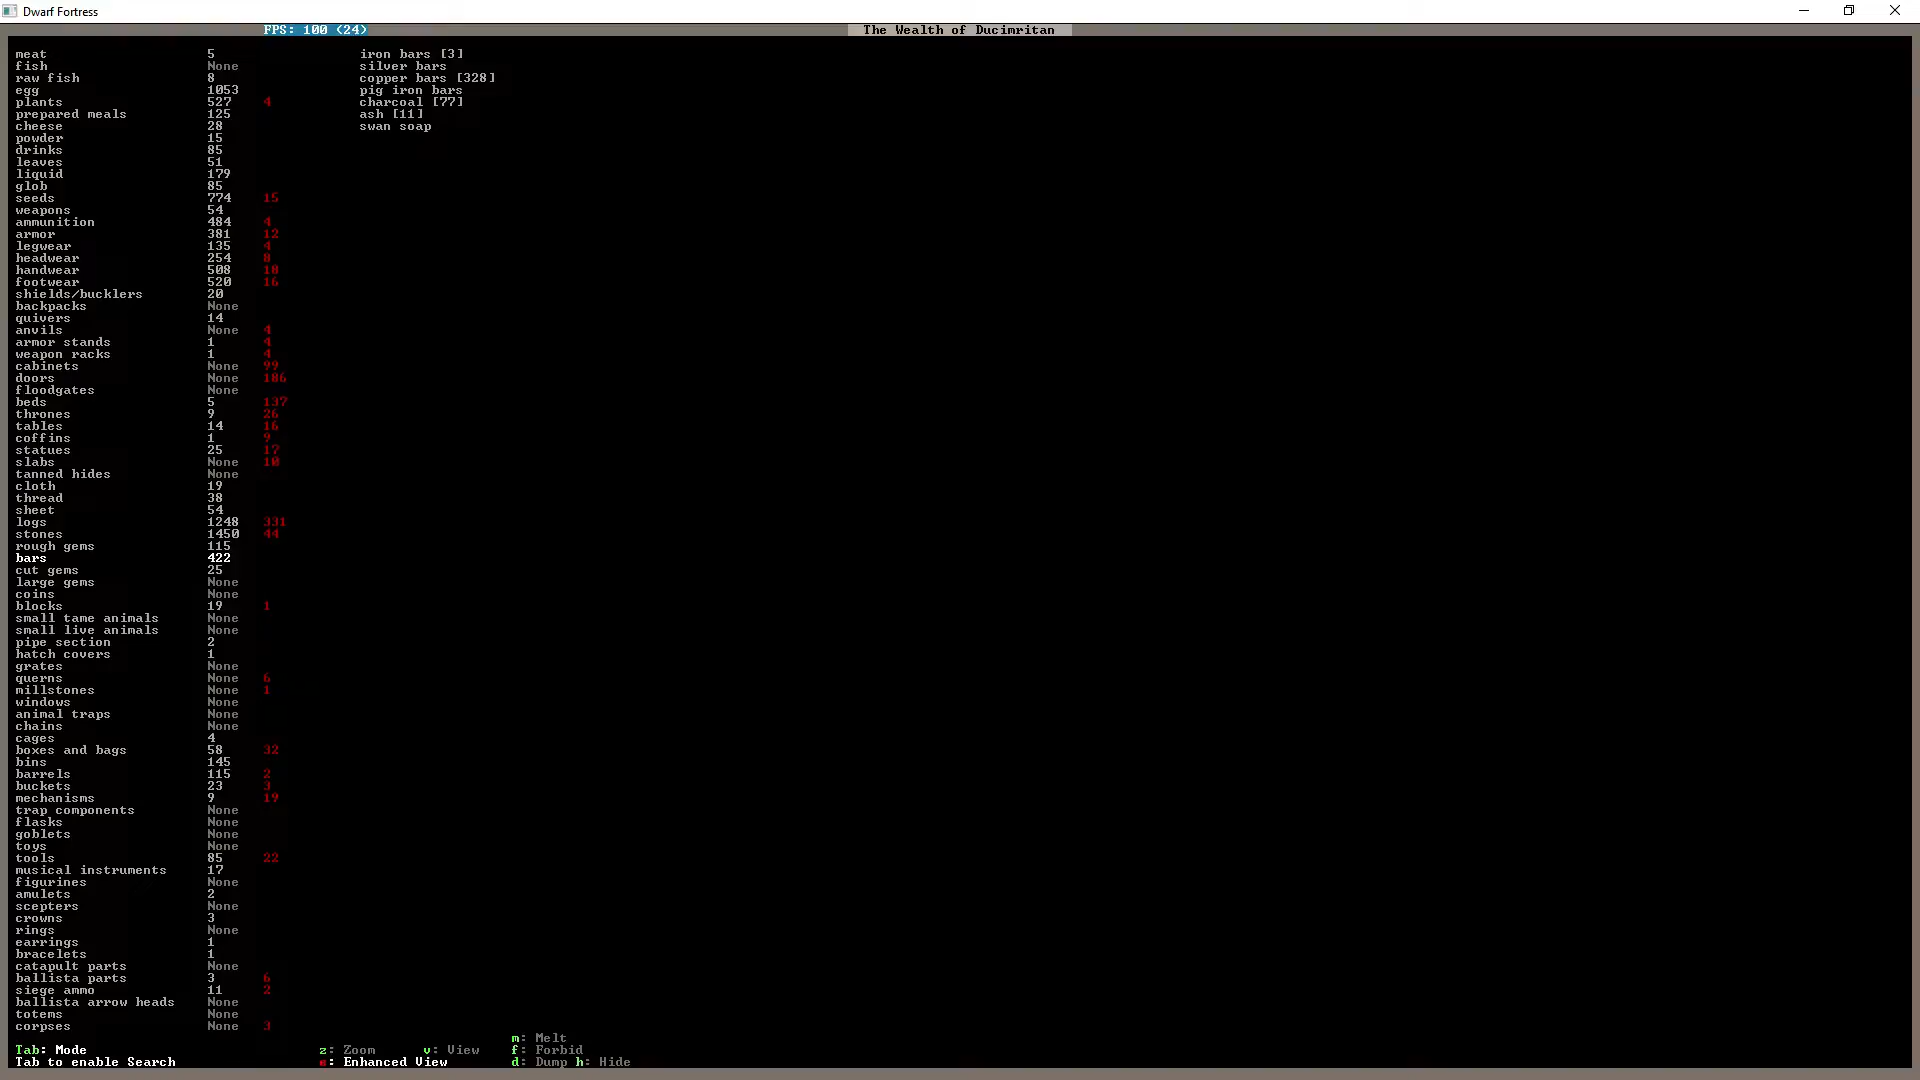 Dwarf Fortress
FPS: 100 (24) The Wealth of Ducimritan
meat 5 iron bars [3]
fish None silver bars
raw fish 8 copper bars [328]
egg 1053 pig iron bars
plants 527 4 charcoal [77]
prepared meals 125 ash [11]
cheese 28 swan soap
powder 15
drinks 85
leaves 51
liquid 179
glob 85
seeds 774 15
weapons 54
ammunition 484 4
armor 381 12
legwear 135 4
headwear 254 8
handwear 508 10
footwear 520 16
shields/bucklers 20
backpacks None
quivers 14
anvils None 4
armor stands 1 4
weapon racks 1 4
cabinets None 99
doors None 106
floodgates None
beds 5 137
thrones 9 26
tables 14 16
coffins 1 9
statues 25 17
slabs None 10
tanned hides None
cloth 19
thread 38
sheet 54
logs 1248 331
stones 1450 44
rough gems 115
bars 422
cut gems 25
large gems None
coins None
blocks 19 1
small tame animals None
small live animals None
pipe section 2
hatch covers 1
grates None
querns None 6
millstones None 1
windows None
animal traps None
chains None
cages 4
boxes and bags 58 32
bins 145
barrels 115 2
buckets 23 3
mechanisms 9 19
trap components None
flasks None
goblets None
toys None
tools 85 22
musical instruments 17
figurines None
amulets 2
scepters None
crowns 3
rings None
earrings 1
bracelets 1
catapult parts None
ballista parts 3 6
siege ammo 11 2
ballista arrow heads None
totems None
corpses None 3
m: Melt
Tab: Mode z: Zoom v: View f: Forbid
Tab to enable Search : Enhanced View d: Dump h: Hide